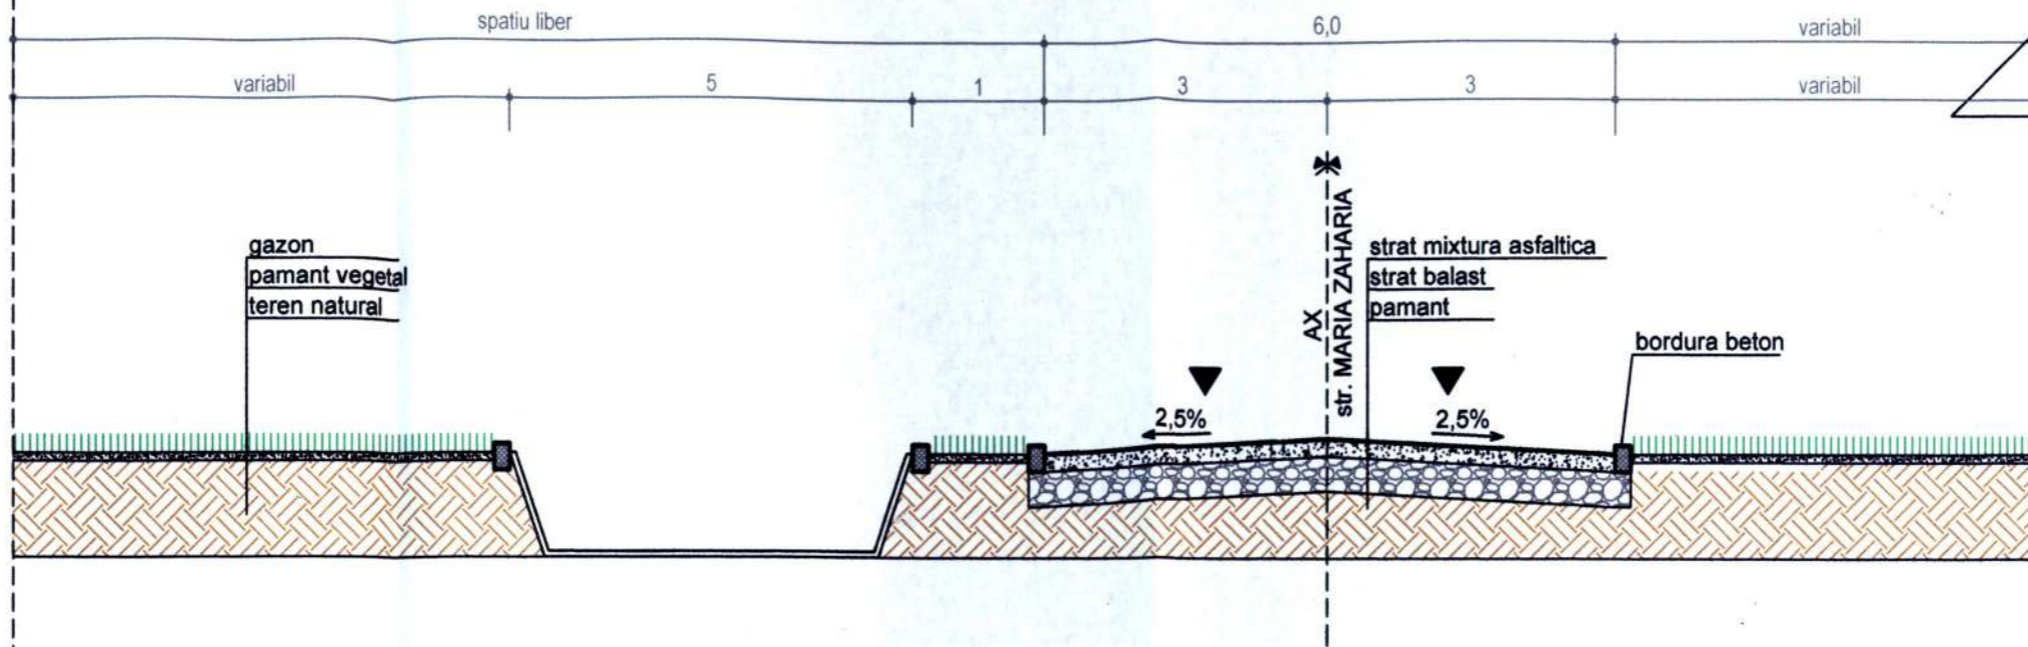 spatiu liber
6,0
variabil
variabil
5
1
3
3
variabil
gazon
pamant vegetal
teren natural
AX
str. MARIA ZAHARIA
strat mixtura asfaltica
strat balast
pamant
bordura beton
2,5%
2,5%